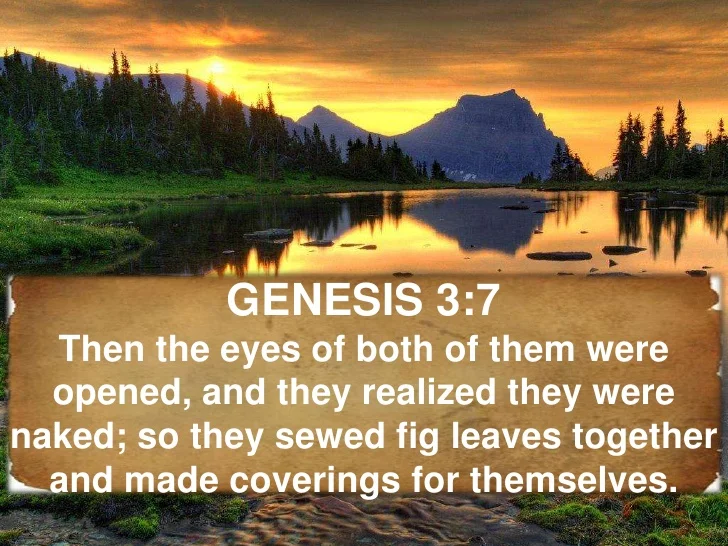 GENESIS 3:7
Then the eyes of both of them were
opened, and they realized they were
naked; so they sewed fig leaves together
and made coverings for themselves.